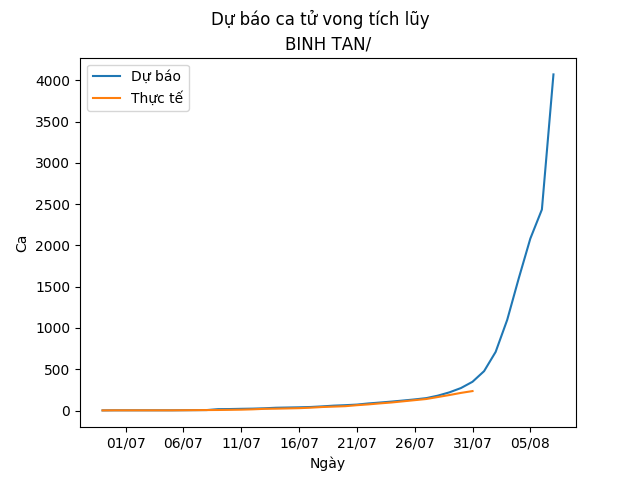 Dự báo ca tử vong tích lũy
BINH TAN/
Dự báo
Thực tế
4000
3500
3000
2500
2000
1500
1000
500
0
Ca
01/07
06/07
11/07
16/07
21/07
26/07
31/07
05/08
Ngày